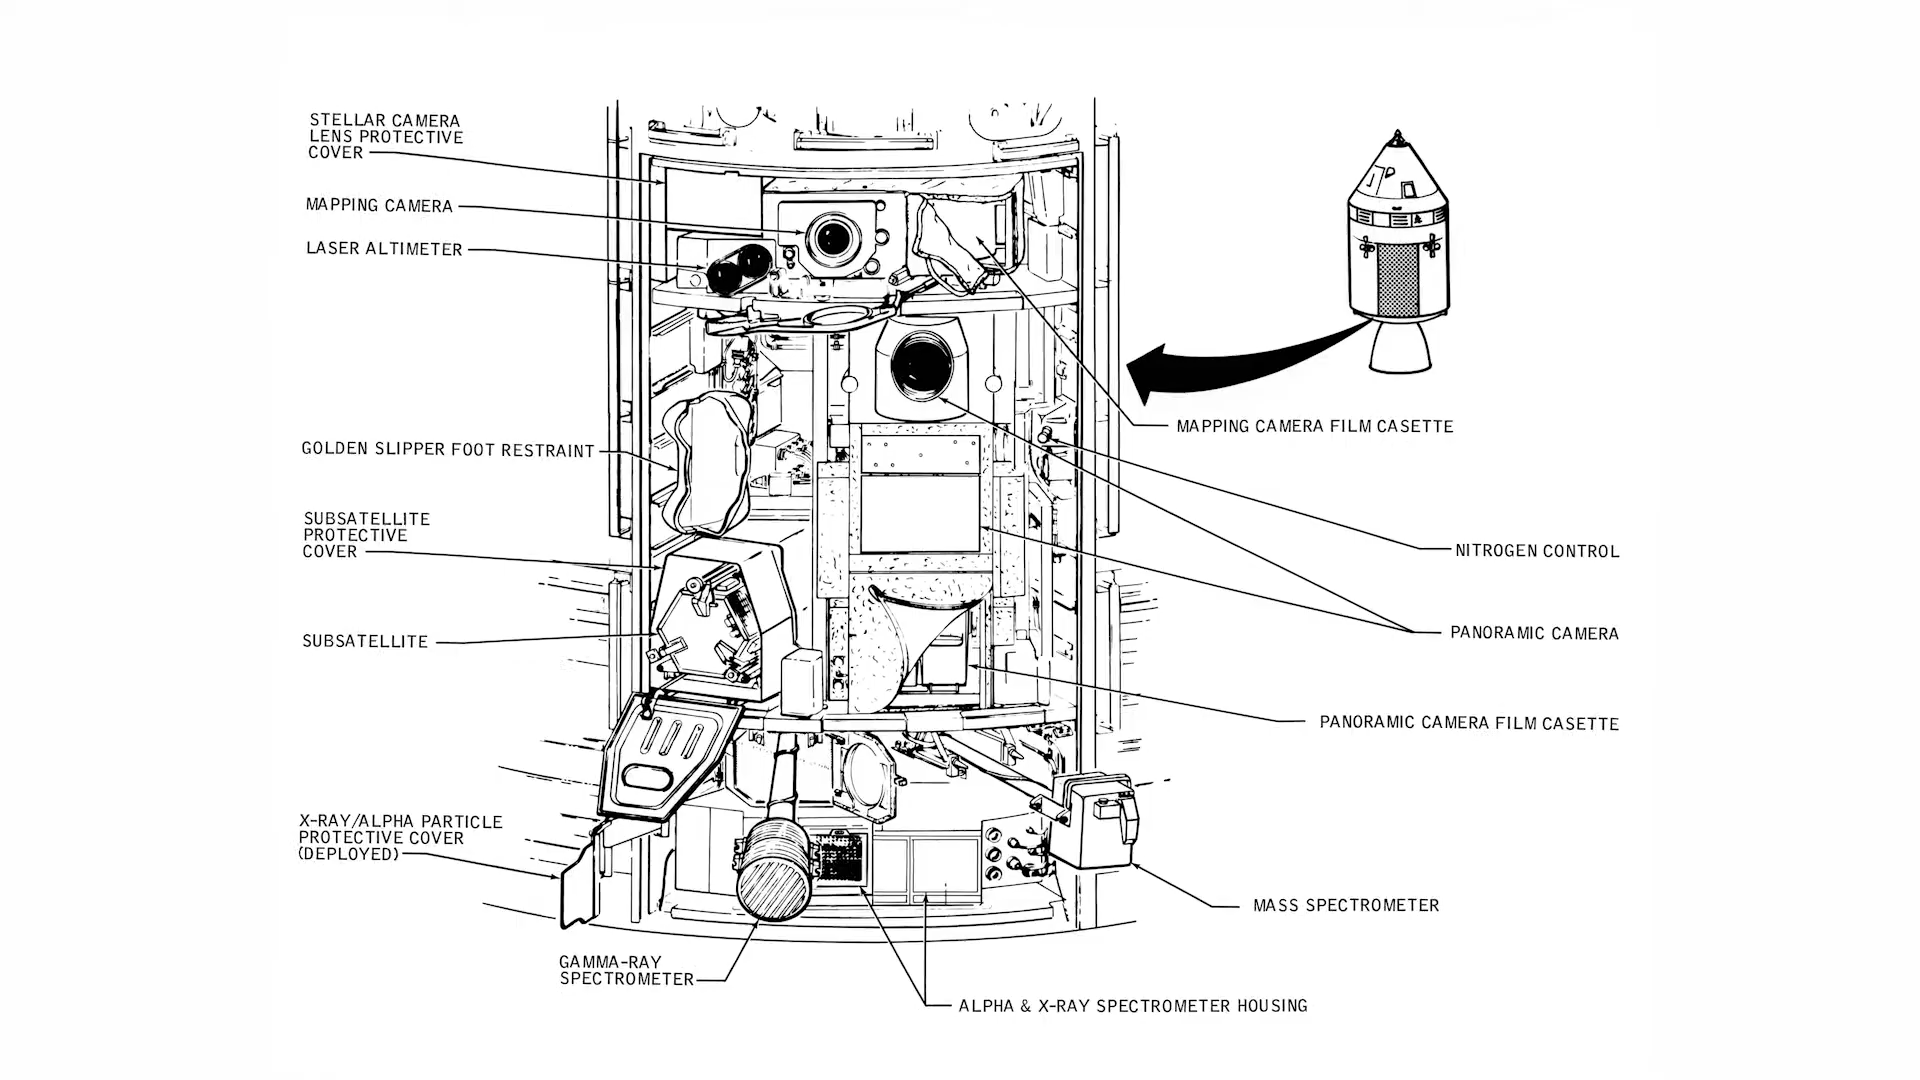 STELLAR CAMERA
LENS PROTECTIVE
COVER
MAPPING CAMERA
LASER ALTIMETER
GOLDEN SLIPPER FOOT RESTRAINT
SUBSATELLITE
PROTECTIVE
COVER
SUBSATELLITE
X-RAY/ALPHA PARTICLE
PROTECTIVE COVER
(DEPLOYED)
GAMMA-RAY
SPECTROMETER
ALPHA & X-RAY SPECTROMETER HOUSING
MAPPING CAMERA FILM CASETTE
NITROGEN CONTROL
PANORAMIC CAMERA
PANORAMIC CAMERA FILM CASETTE
MASS SPECTROMETER